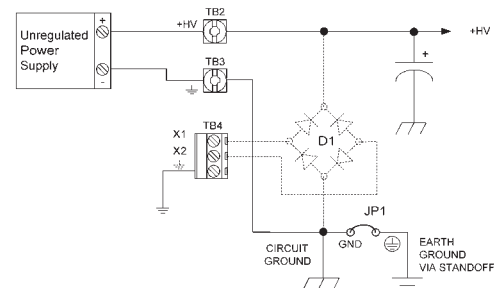 TB2
+
+HV
+HV
Unregulated
Power
Supply
+
TB3
-
TB4
X1
X2
D1
JP1
CIRCUIT
GROUND
GND
EARTH
GROUND
VIA STANDOFF